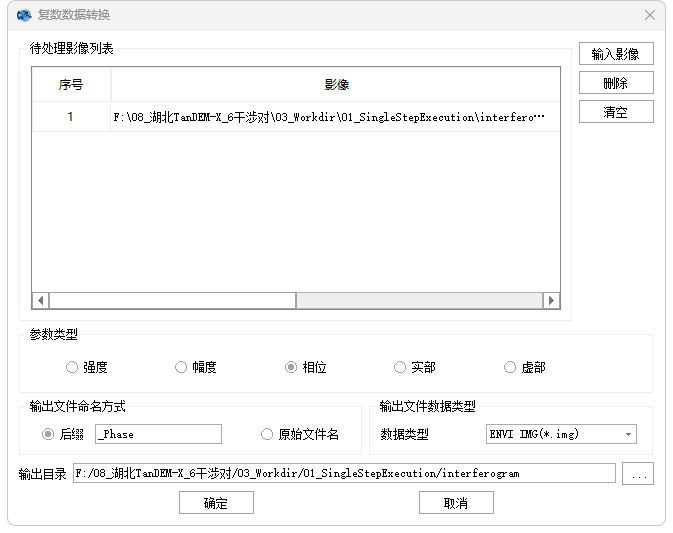 复数数据转换
待处理影像列表
输入影像
序号 影像
删除
1 F:\08_湖北TanDEM-X_6干涉对\03_Workdir\01_SingleStepExecution\interfero···
清空
参数类型
强度 幅度 相位 实部 虚部
输出文件命名方式 输出文件数据类型
后缀 _Phase 原始文件名 数据类型 ENVI IMG(*.img)
输出目录 F:/08_湖北TanDEM-X_6干涉对/03_Workdir/01_SingleStepExecution/interferogram ...
确定 取消